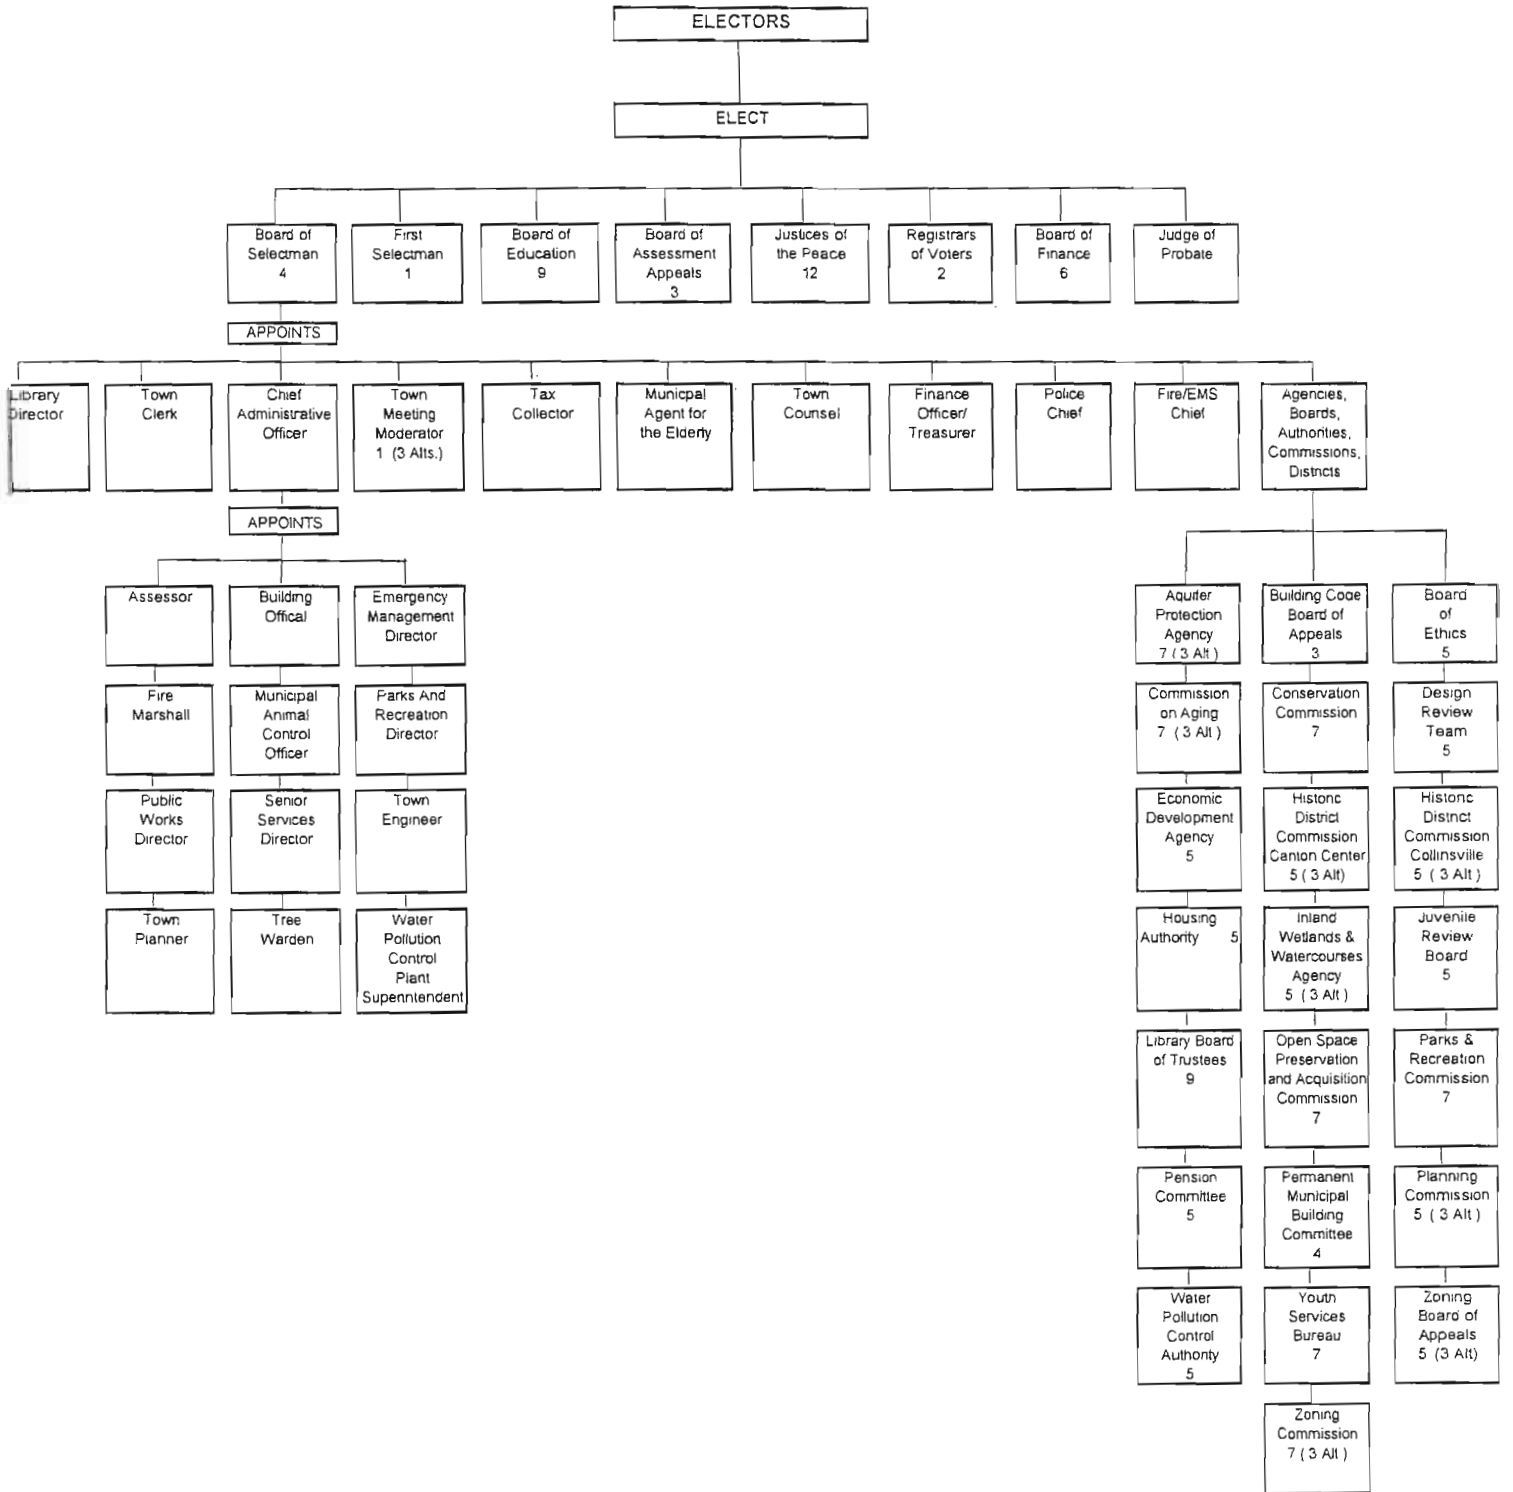 ELECTORS
ELECT
Board of
Selectman
4
First
Selectman
1
Board of
Education
9
Board of
Assessment
Appeals
3
Justices of
the Peace
12
Registrars
of Voters
2
Board of
Finance
6
Judge of
Probate
APPOINTS
Library
Director
Town
Clerk
Chief
Administrative
Officer
Town
Meeting
Moderator
1 (3 Alts.)
Tax
Collector
Municpal
Agent for
the Elderly
Town
Counsel
Finance
Officer/
Treasurer
Police
Chief
Fire/EMS
Chief
Agencies,
Boards,
Authorities,
Commissions,
Districts
APPOINTS
Assessor
Building
Offical
Emergency
Management
Director
Fire
Marshall
Municipal
Animal
Control
Officer
Parks And
Recreation
Director
Public
Works
Director
Senior
Services
Director
Town
Engineer
Town
Planner
Tree
Warden
Water
Pollution
Control
Plant
Superintendent
Aquifer
Protection
Agency
7 ( 3 Alt )
Building Code
Board of
Appeals
3
Board
of
Ethics
5
Commission
on Aging
7 ( 3 Alt )
Conservation
Commission
7
Design
Review
Team
5
Economic
Development
Agency
5
Historic
District
Commission
Canton Center
5 ( 3 Alt)
Historic
District
Commission
Collinsville
5 ( 3 Alt )
Housing
Authority 5
Inland
Wetlands &
Watercourses
Agency
5 ( 3 Alt )
Juvenile
Review
Board
5
Library Board
of Trustees
9
Open Space
Preservation
and Acquisition
Commission
7
Parks &
Recreation
Commission
7
Pension
Committee
5
Permanent
Municipal
Building
Committee
4
Planning
Commission
5 ( 3 Alt )
Water
Pollution
Control
Authority
5
Youth
Services
Bureau
7
Zoning
Board of
Appeals
5 (3 Alt)
Zoning
Commission
7 ( 3 Alt )